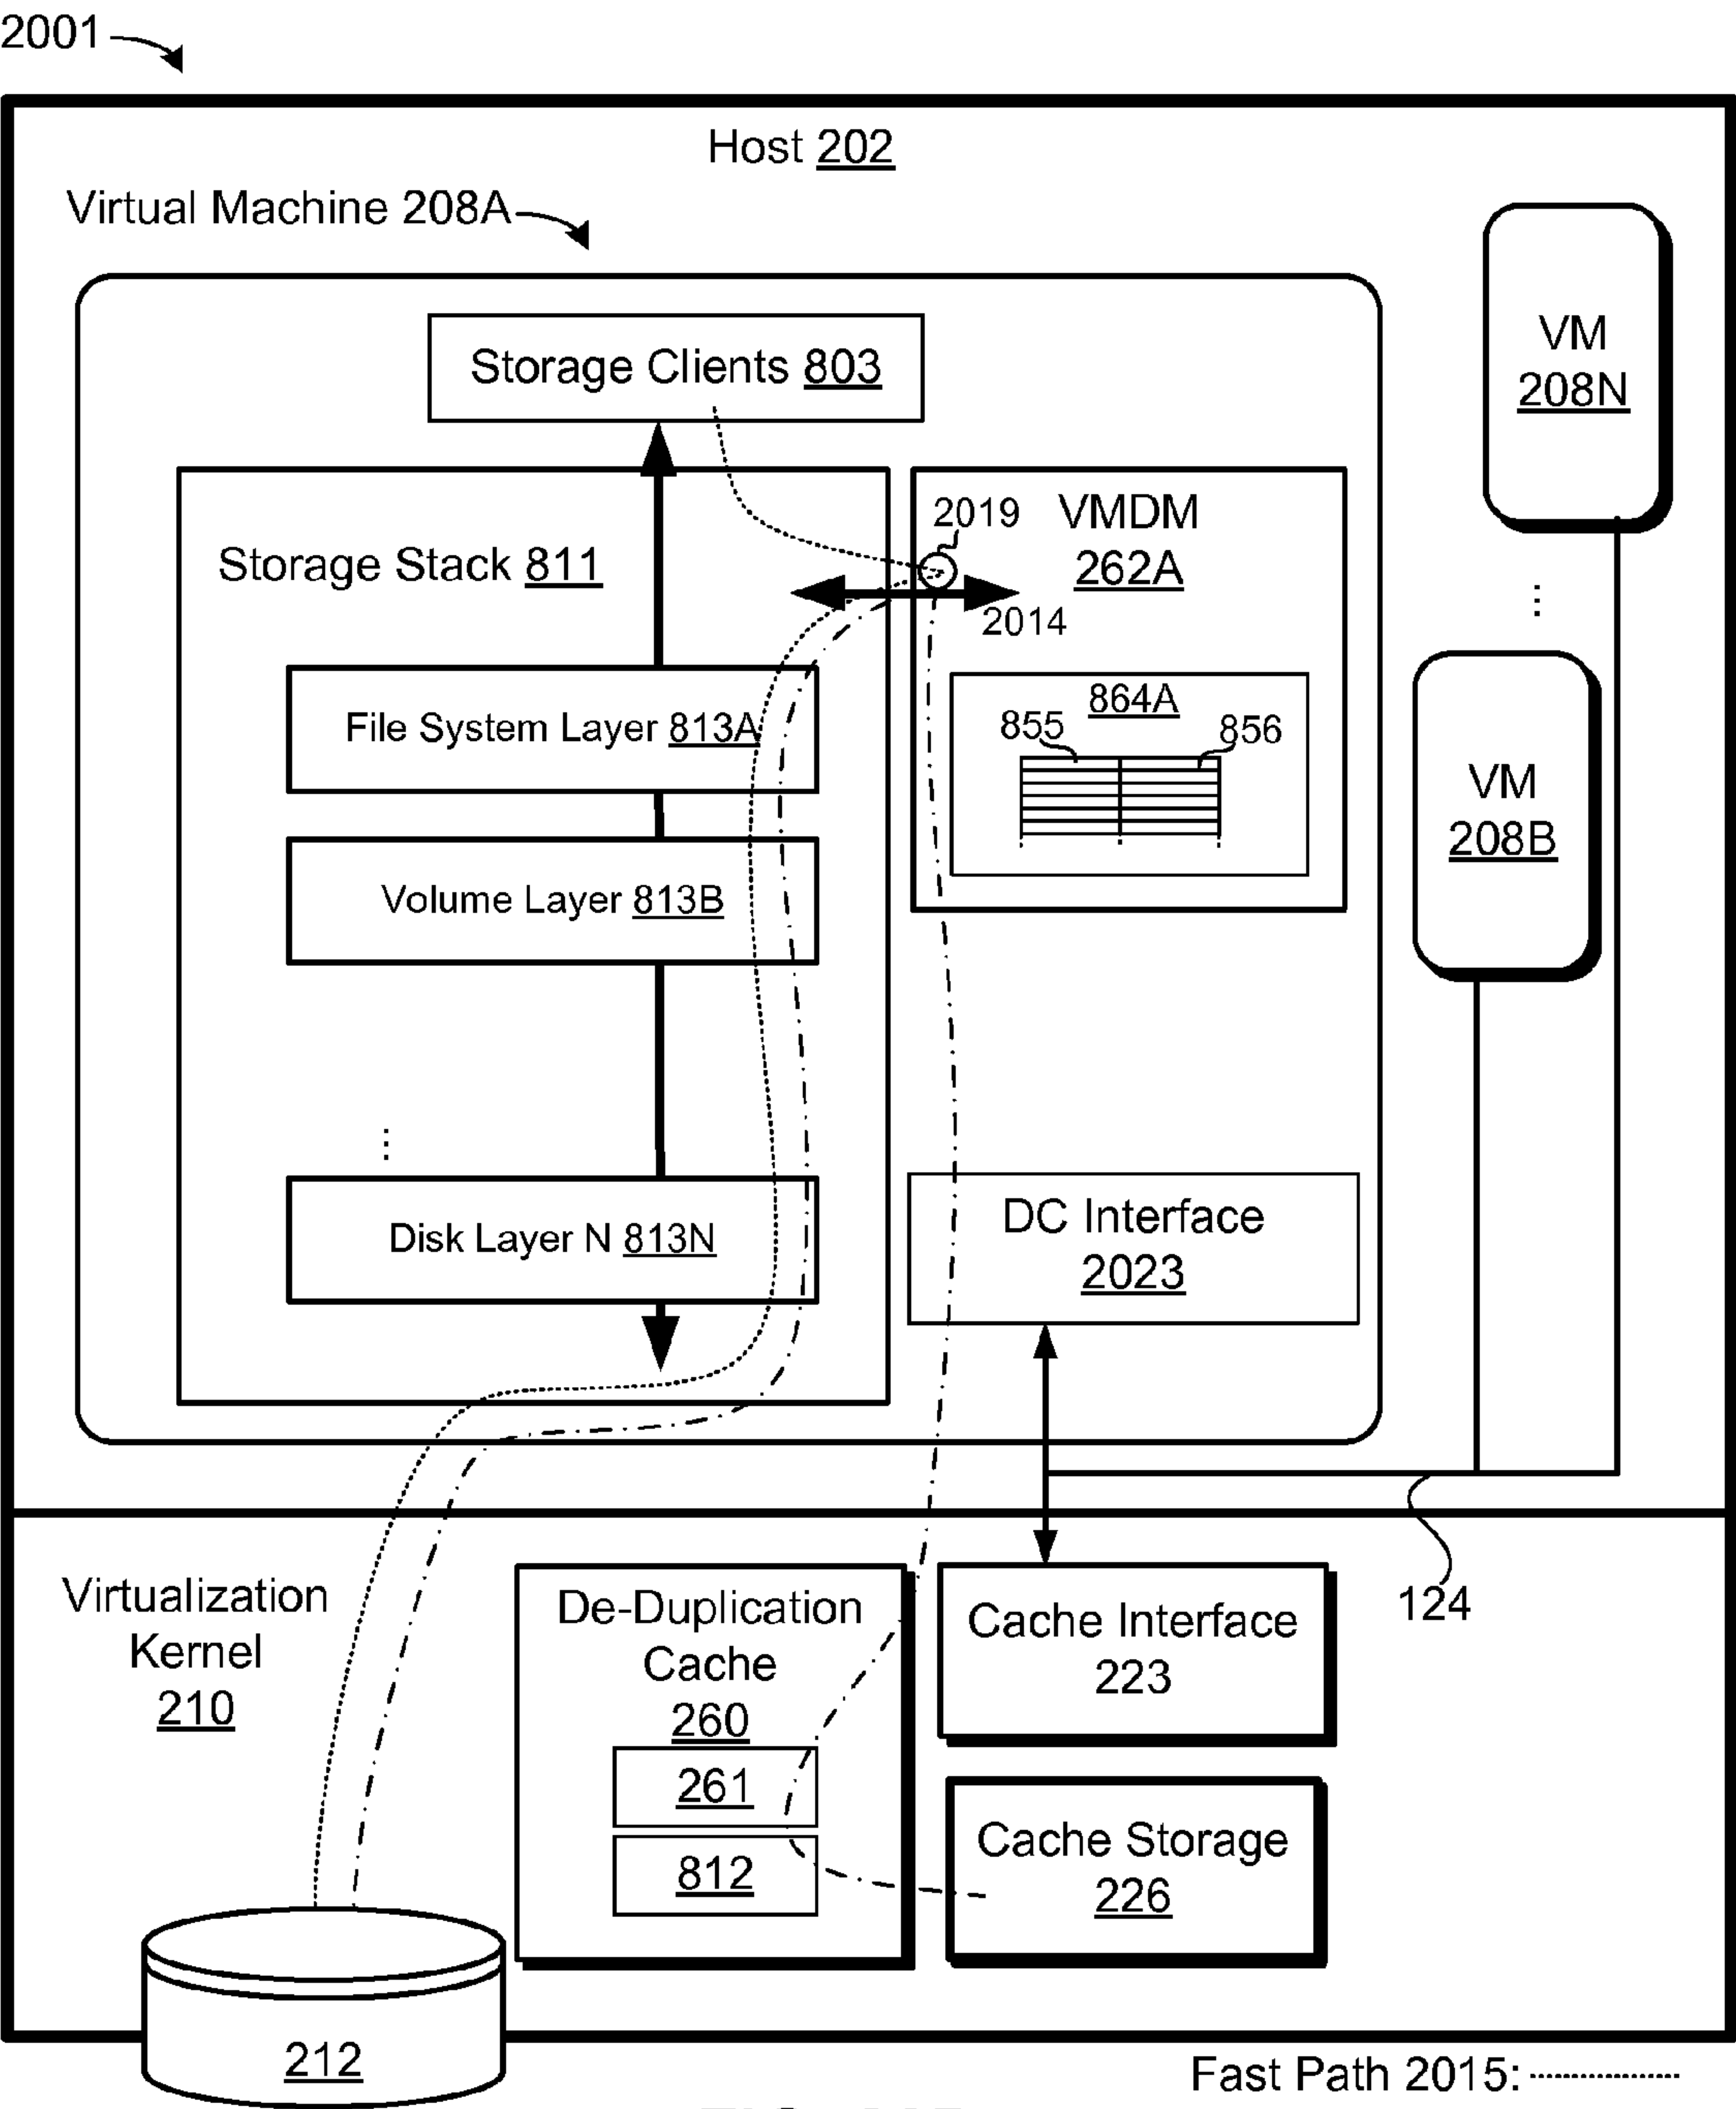 2001
Host 202
Virtual Machine 208A
VM
208N
Storage Clients 803
Storage Stack 811
2019
VMDM
262A
2014
⋮
864A
855
856
File System Layer 813A
VM
208B
Volume Layer 813B
⋮
Disk Layer N 813N
DC Interface
2023
124
Virtualization
Kernel
210
De-Duplication
Cache
260
261
812
Cache Interface
223
Cache Storage
226
212
Fast Path 2015: